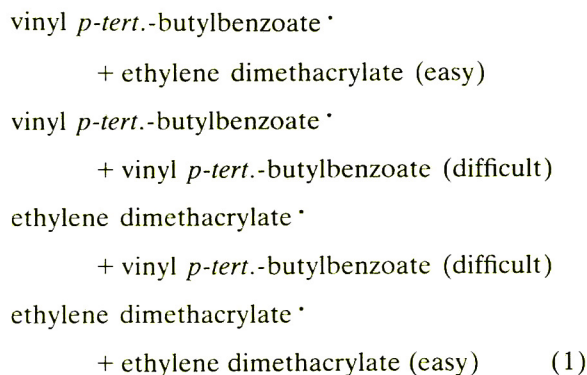 vinyl p-tert.-butylbenzoate·
+ ethylene dimethacrylate (easy)
vinyl p-tert.-butylbenzoate·
+ vinyl p-tert.-butylbenzoate (difficult)
ethylene dimethacrylate·
+ vinyl p-tert.-butylbenzoate (difficult)
ethylene dimethacrylate·
+ ethylene dimethacrylate (easy) (1)